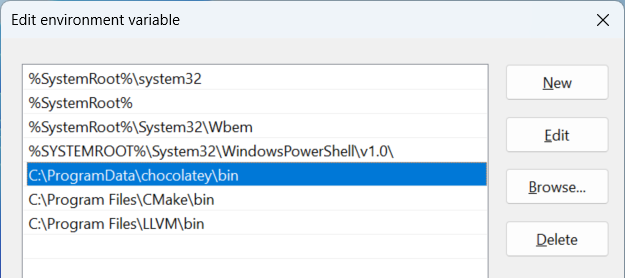 Edit environment variable
%SystemRoot%\system32
New
%SystemRoot%
%SystemRoot%\System32\Wbem
Edit
%SYSTEMROOT%\System32\WindowsPowerShell\v1.0\
C:\ProgramData\chocolatey\bin
Browse...
C:\Program Files\CMake\bin
C:\Program Files\LLVM\bin
Delete